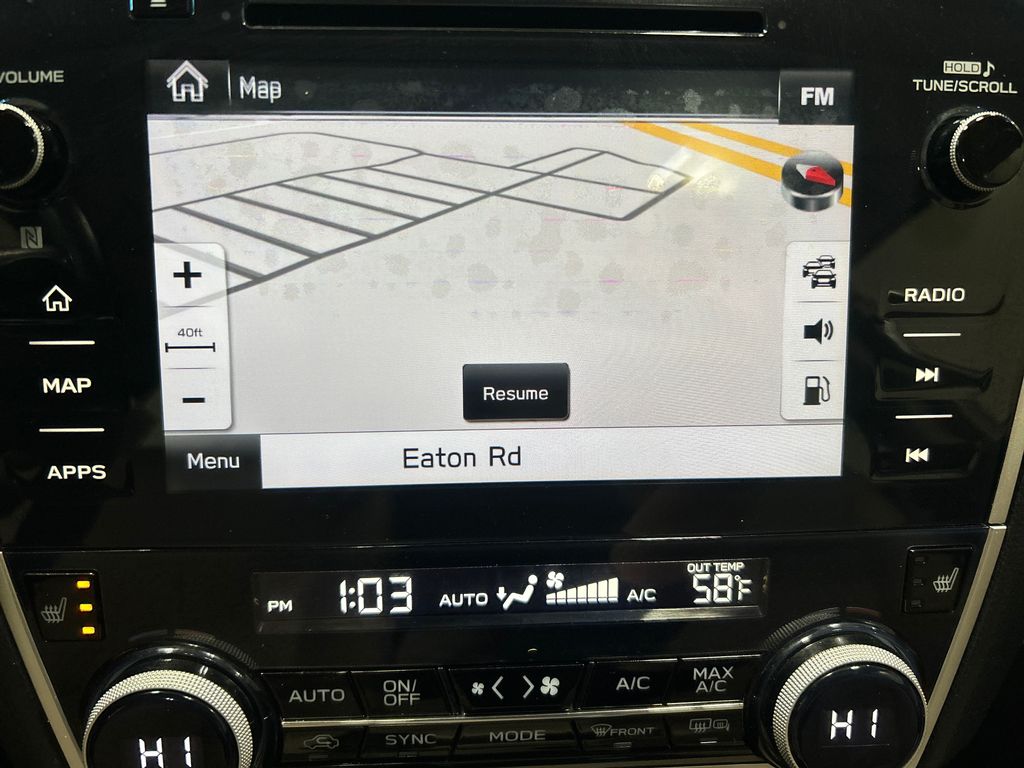 VOLUME
HOLD
TUNE/SCROLL
Map
FM
N
+
40ft
−
RADIO
MAP
Resume
APPS
Menu
Eaton Rd
PM 1:03 AUTO A/C
OUT TEMP
58°F
AUTO
ON/
OFF
A/C
MAX
A/C
SYNC
MODE
FRONT
HI
HI